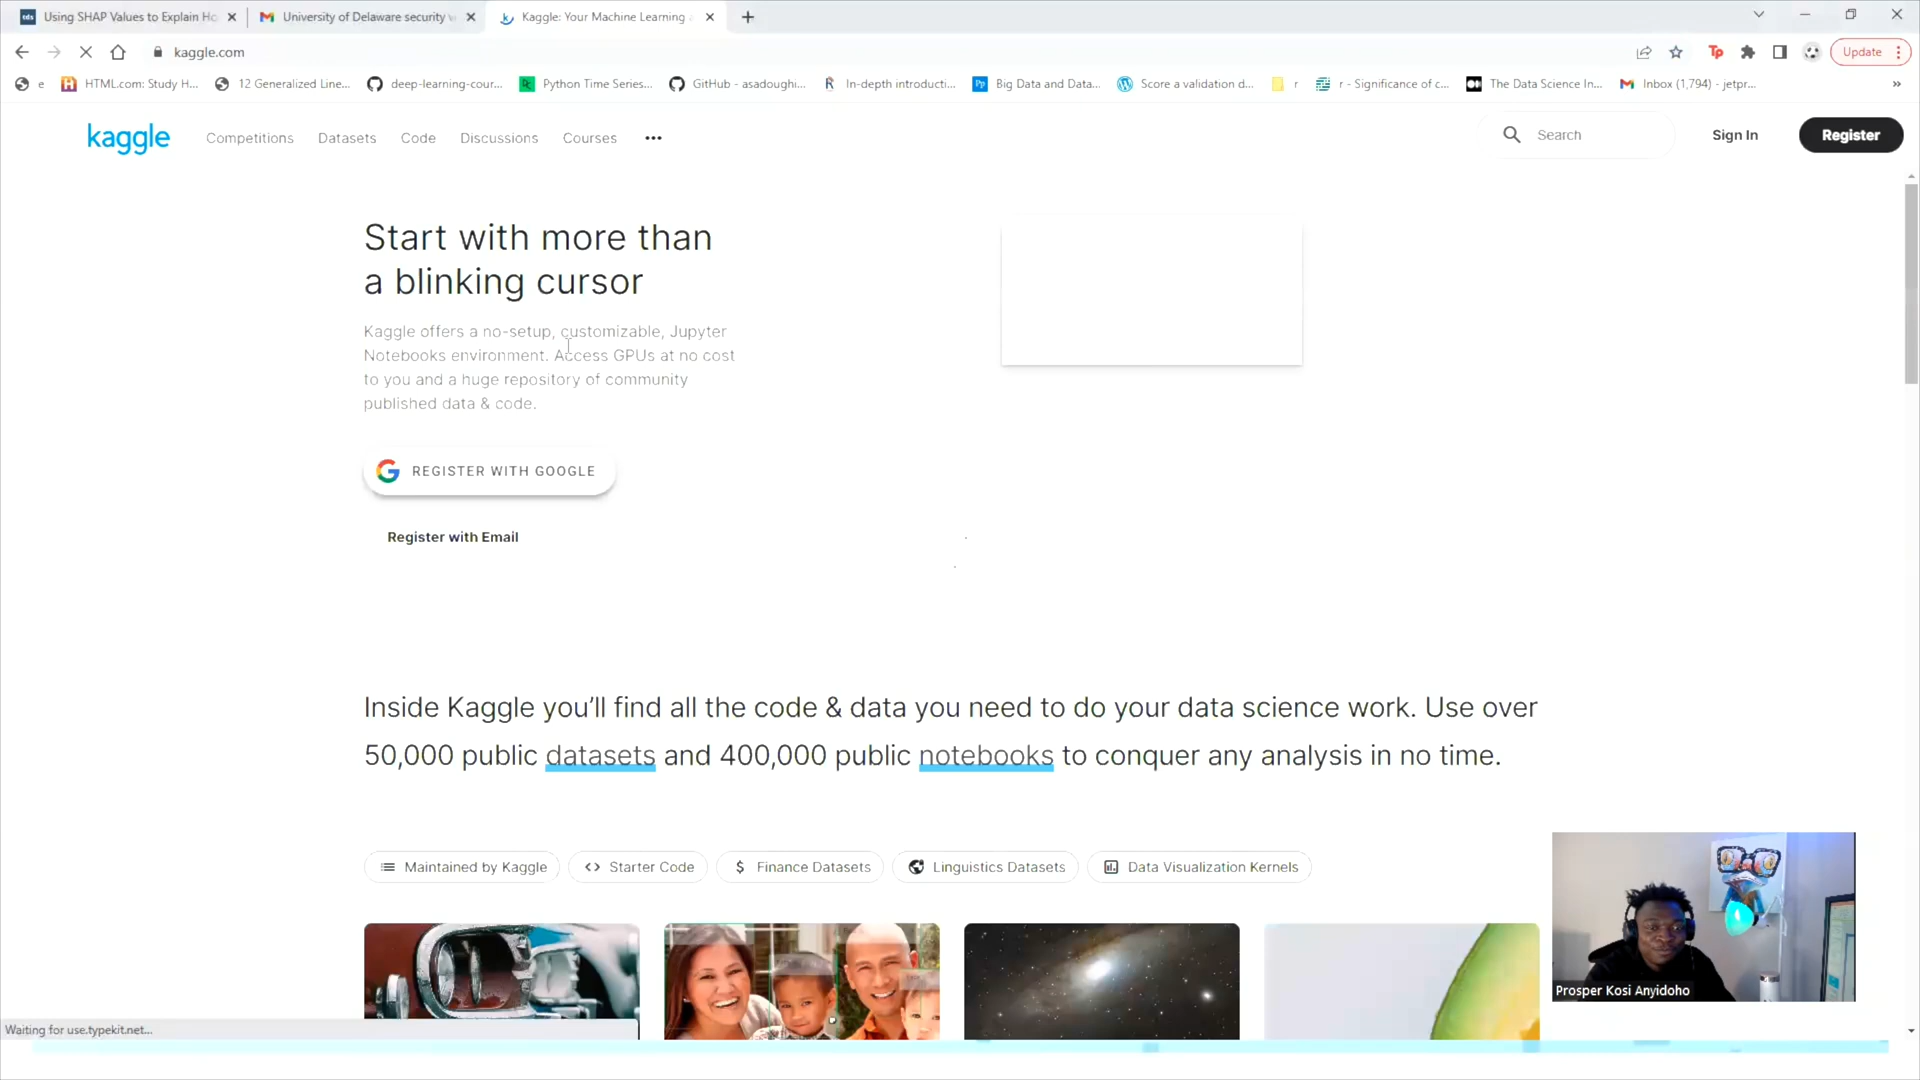 Using SHAP Values to Explain Ho
University of Delaware security
Kaggle: Your Machine Learning
kaggle.com
Update
e
HTML.com: Study H...
12 Generalized Line...
deep-learning-cour...
Python Time Series...
GitHub - asadoughi...
In-depth introducti...
Big Data and Data...
Score a validation d...
r
r - Significance of c...
The Data Science In...
Inbox (1,794) - jetpr...
kaggle
Competitions
Datasets
Code
Discussions
Courses
Search
Sign In
Register
Start with more than
a blinking cursor
Kaggle offers a no-setup, customizable, Jupyter
Notebooks environment. Access GPUs at no cost
to you and a huge repository of community
published data & code.
REGISTER WITH GOOGLE
Register with Email
Inside Kaggle you'll find all the code & data you need to do your data science work. Use over
50,000 public datasets and 400,000 public notebooks to conquer any analysis in no time.
Maintained by Kaggle
Starter Code
Finance Datasets
Linguistics Datasets
Data Visualization Kernels
Prosper Kosi Anyidoho
Waiting for use.typekit.net...